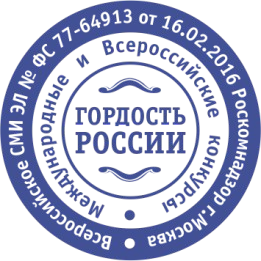 Всероссийское СМИ ЭЛ № ФС 77-64913 от 16.02.2016 Роскомнадзор г.Москва
Международные и Всероссийские конкурсы
ГОРДОСТЬ
РОССИИ